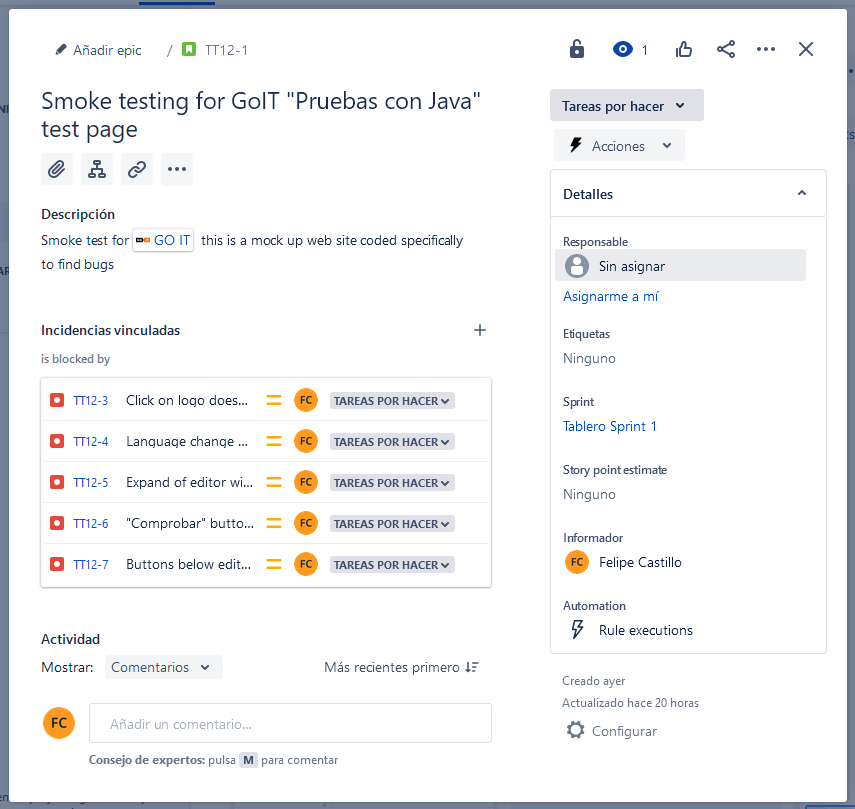 Añadir epic / TT12-1
1
Smoke testing for GoIT "Pruebas con Java"
test page
Descripción
Smoke test for GO IT this is a mock up web site coded specifically
to find bugs
Incidencias vinculadas
is blocked by
TT12-3 Click on logo does... FC TAREAS POR HACER
TT12-4 Language change ... FC TAREAS POR HACER
TT12-5 Expand of editor wi... FC TAREAS POR HACER
TT12-6 "Comprobar" butto... FC TAREAS POR HACER
TT12-7 Buttons below edit... FC TAREAS POR HACER
Actividad
Mostrar: Comentarios Más recientes primero
FC Añadir un comentario...
Consejo de expertos: pulsa M para comentar
Tareas por hacer
Acciones
Detalles
Responsable
Sin asignar
Asignarme a mí
Etiquetas
Ninguno
Sprint
Tablero Sprint 1
Story point estimate
Ninguno
Informador
FC Felipe Castillo
Automation
Rule executions
Creado ayer
Actualizado hace 20 horas
Configurar